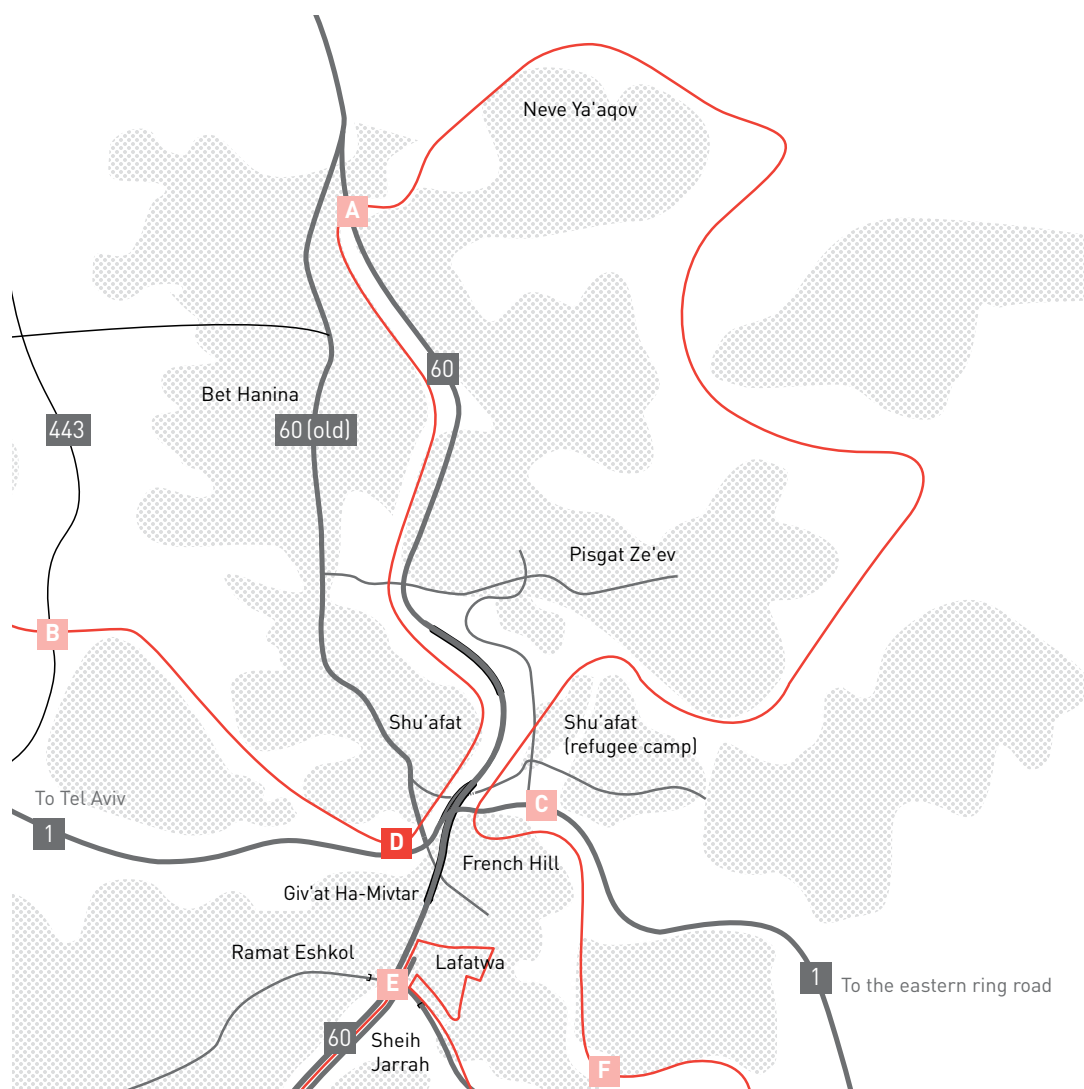 Neve Ya'aqov
A
60
Bet Hanina
60 (old)
443
Pisgat Ze'ev
B
Shu'afat
Shu'afat
(refugee camp)
To Tel Aviv
C
1
D
French Hill
Giv'at Ha-Mivtar
Ramat Eshkol
Lafatwa
E
1
To the eastern ring road
60
Sheih
Jarrah
F